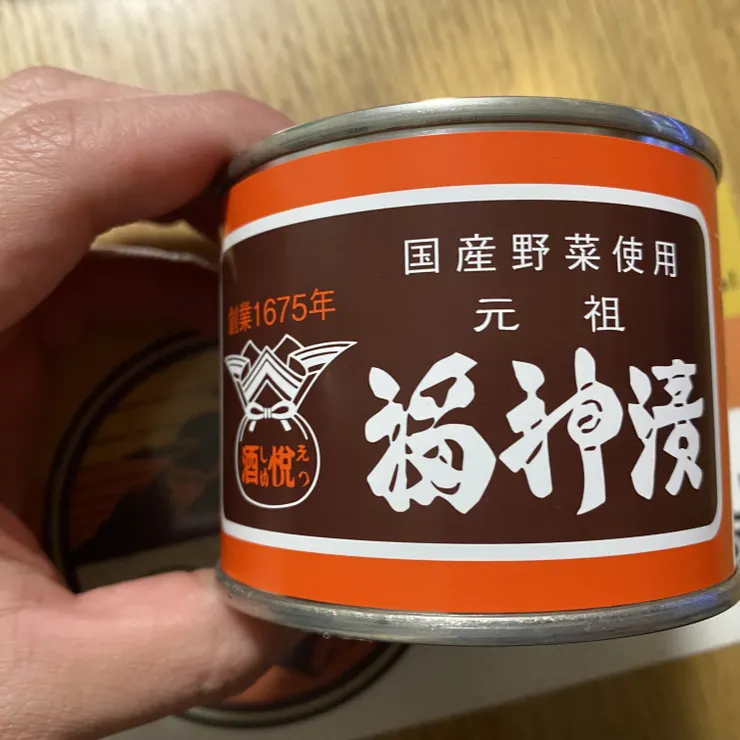 国産野菜使用
元祖
福神漬
創業1675年
酒悦
しゅえつ